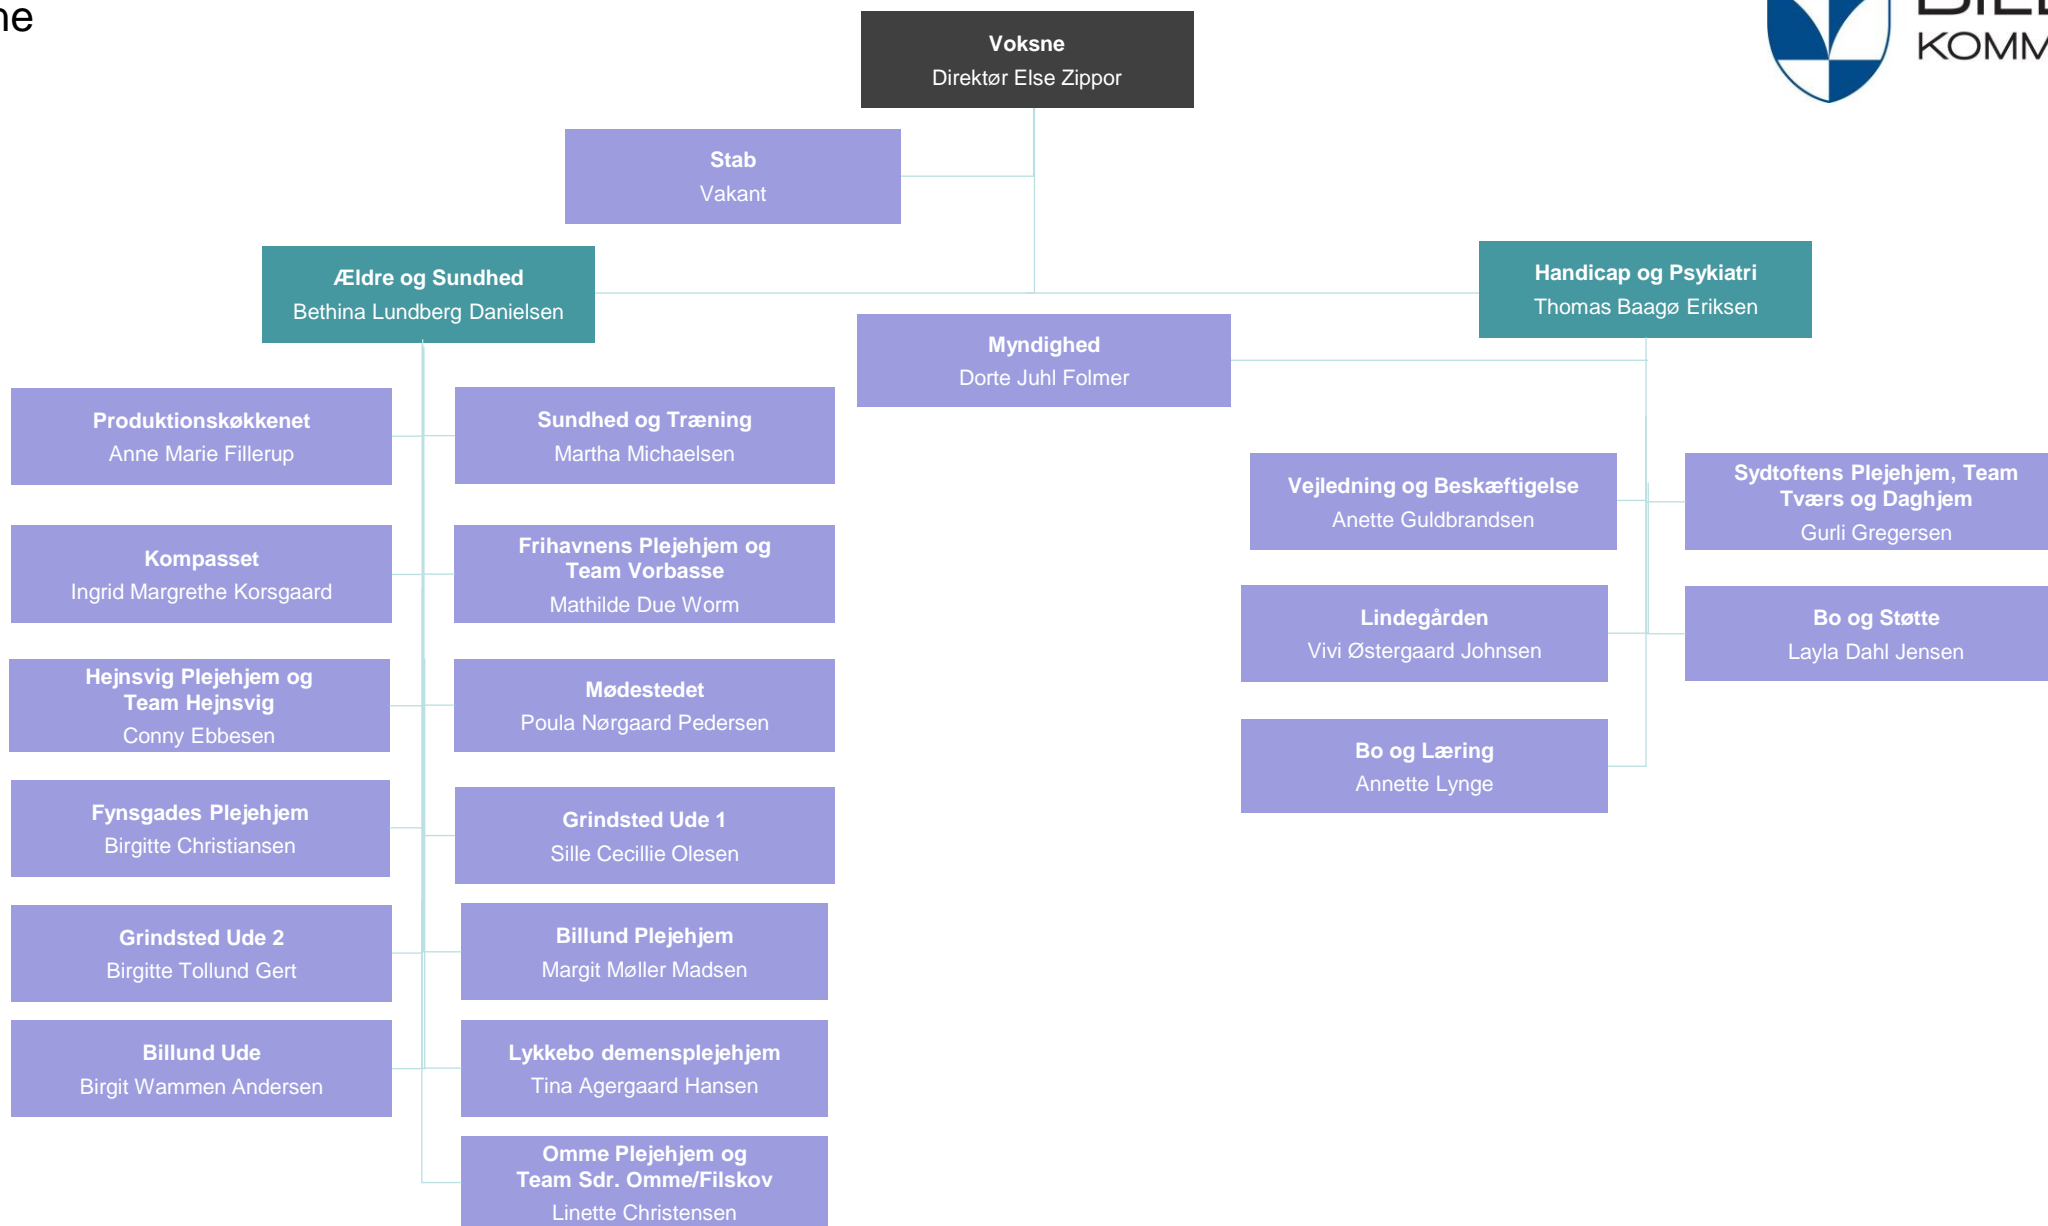 Voksne
Direktør Else Zippor
Stab
Vakant
Ældre og Sundhed
Bethina Lundberg Danielsen
Handicap og Psykiatri
Thomas Baagø Eriksen
Myndighed
Dorte Juhl Folmer
Produktionskøkkenet
Anne Marie Fillerup
Sundhed og Træning
Martha Michaelsen
Kompasset
Ingrid Margrethe Korsgaard
Frihavnens Plejehjem og
Team Vorbasse
Mathilde Due Worm
Hejnsvig Plejehjem og
Team Hejnsvig
Conny Ebbesen
Mødestedet
Poula Nørgaard Pedersen
Fynsgades Plejehjem
Birgitte Christiansen
Grindsted Ude 1
Sille Cecillie Olesen
Grindsted Ude 2
Birgitte Tollund Gert
Billund Plejehjem
Margit Møller Madsen
Billund Ude
Birgit Wammen Andersen
Lykkebo demensplejehjem
Tina Agergaard Hansen
Omme Plejehjem og
Team Sdr. Omme/Filskov
Linette Christensen
Vejledning og Beskæftigelse
Anette Guldbrandsen
Sydtoftens Plejehjem, Team
Tværs og Daghjem
Gurli Gregersen
Lindegården
Vivi Østergaard Johnsen
Bo og Støtte
Layla Dahl Jensen
Bo og Læring
Annette Lynge